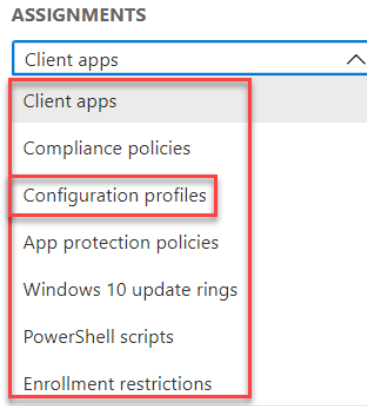 ASSIGNMENTS
Client apps
Client apps
Compliance policies
Configuration profiles
App protection policies
Windows 10 update rings
PowerShell scripts
Enrollment restrictions